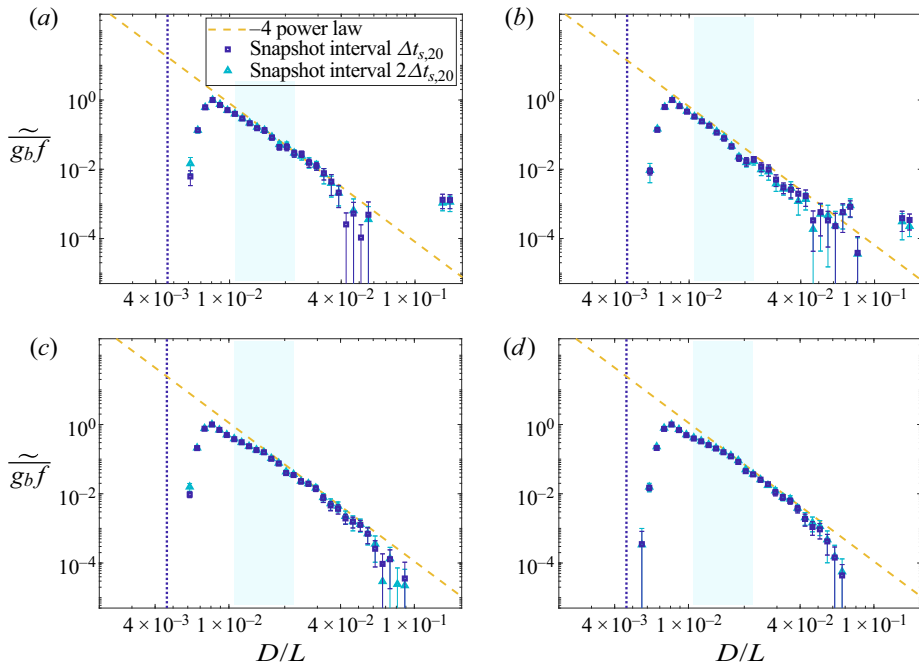 (a)
(b)
−4 power law
Snapshot interval Δt_{s,20}
Snapshot interval 2Δt_{s,20}
10^0
10^−2
10^−4
\widetilde{g_b f}
4 × 10^−3 1 × 10^−2 4 × 10^−2 1 × 10^−1
10^0
10^−2
10^−4
4 × 10^−3 1 × 10^−2 4 × 10^−2 1 × 10^−1
(c)
(d)
10^0
10^−2
10^−4
\widetilde{g_b f}
4 × 10^−3 1 × 10^−2 4 × 10^−2 1 × 10^−1
D/L
10^0
10^−2
10^−4
4 × 10^−3 1 × 10^−2 4 × 10^−2 1 × 10^−1
D/L